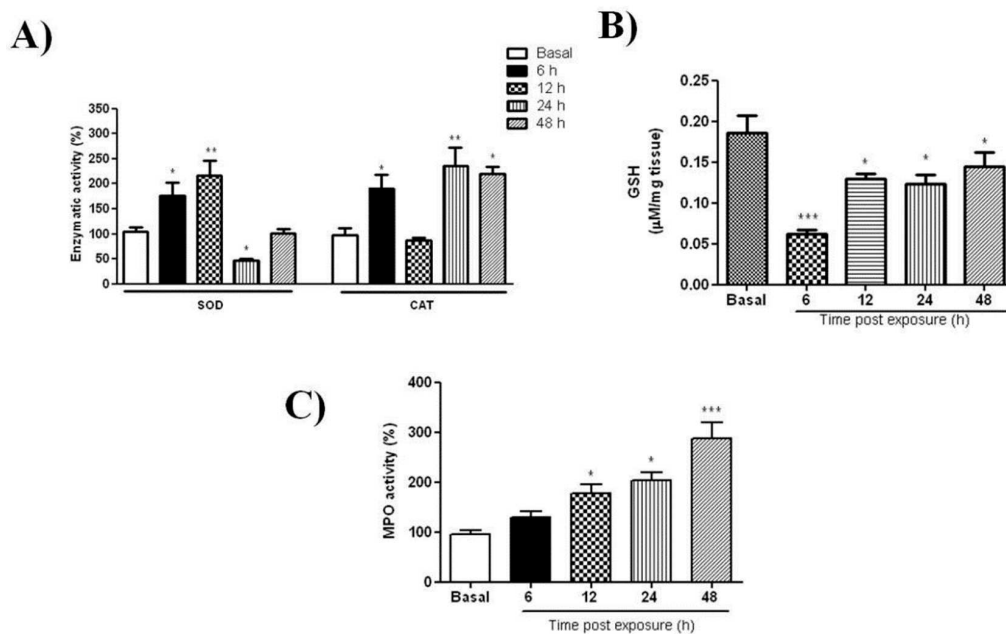 A)
Basal
6 h
12 h
24 h
48 h
Enzymatic activity (%)
350
300
250
200
150
100
50
0
* ** * * ** *
SOD CAT
B)
GSH
(µM/mg tissue)
0.25
0.20
0.15
0.10
0.05
0.00
*** * * *
Basal 6 12 24 48
Time post exposure (h)
C)
MPO activity (%)
400
300
200
100
0
* * ***
Basal 6 12 24 48
Time post exposure (h)